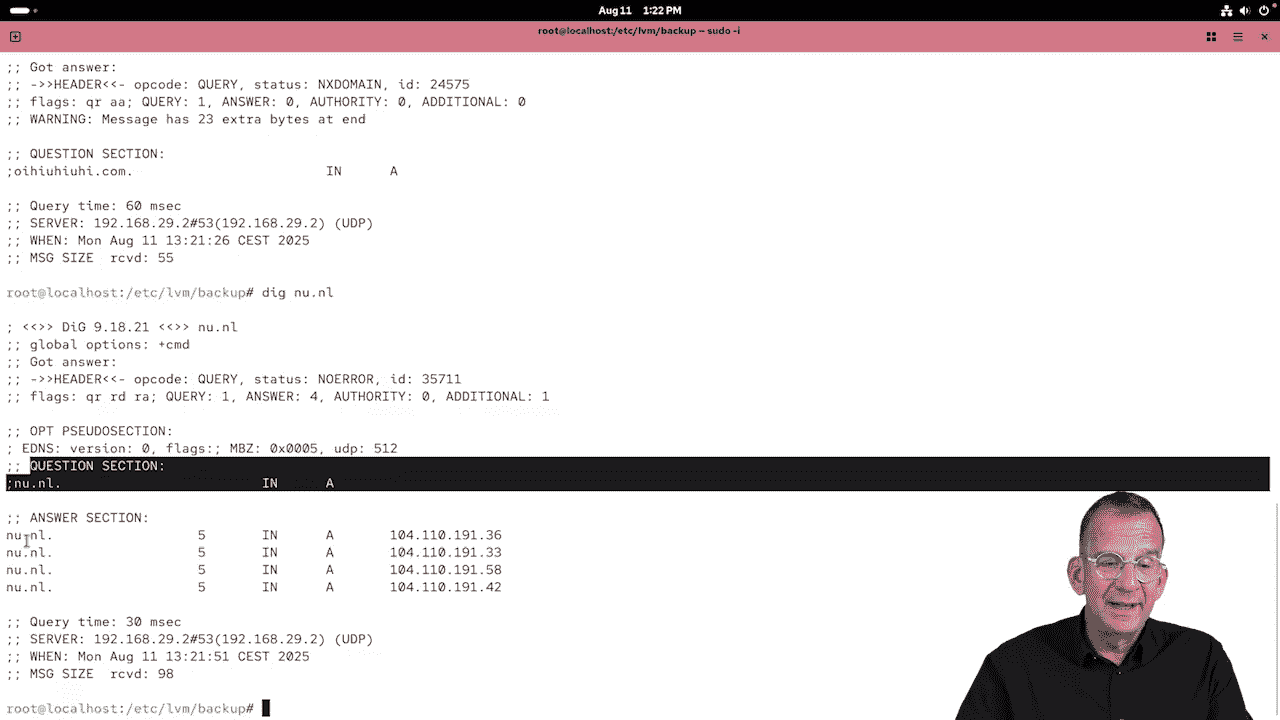 Aug 11 1:22 PM
root@localhost:/etc/lvm/backup – sudo -i
;; Got answer:
;; ->>HEADER<<- opcode: QUERY, status: NXDOMAIN, id: 24575
;; flags: qr aa; QUERY: 1, ANSWER: 0, AUTHORITY: 0, ADDITIONAL: 0
;; WARNING: Message has 23 extra bytes at end
;; QUESTION SECTION:
;oihiuhiuhi.com. IN A
;; Query time: 60 msec
;; SERVER: 192.168.29.2#53(192.168.29.2) (UDP)
;; WHEN: Mon Aug 11 13:21:26 CEST 2025
;; MSG SIZE rcvd: 55
root@localhost:/etc/lvm/backup# dig nu.nl
; <<>> DiG 9.18.21 <<>> nu.nl
;; global options: +cmd
;; Got answer:
;; ->>HEADER<<- opcode: QUERY, status: NOERROR, id: 35711
;; flags: qr rd ra; QUERY: 1, ANSWER: 4, AUTHORITY: 0, ADDITIONAL: 1
;; OPT PSEUDOSECTION:
; EDNS: version: 0, flags:; MBZ: 0x0005, udp: 512
;; QUESTION SECTION:
;nu.nl. IN A
;; ANSWER SECTION:
nu.nl. 5 IN A 104.110.191.36
nu.nl. 5 IN A 104.110.191.33
nu.nl. 5 IN A 104.110.191.58
nu.nl. 5 IN A 104.110.191.42
;; Query time: 30 msec
;; SERVER: 192.168.29.2#53(192.168.29.2) (UDP)
;; WHEN: Mon Aug 11 13:21:51 CEST 2025
;; MSG SIZE rcvd: 98
root@localhost:/etc/lvm/backup#